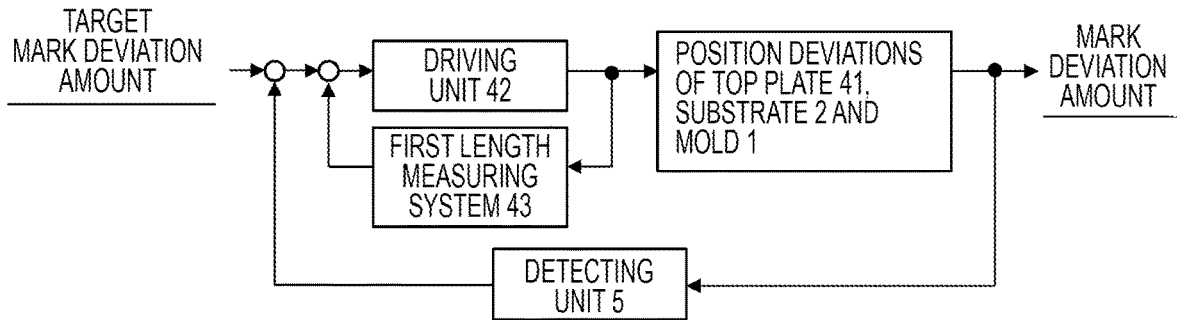 TARGET
MARK DEVIATION
AMOUNT
DRIVING
UNIT 42
POSITION DEVIATIONS
OF TOP PLATE 41,
SUBSTRATE 2 AND
MOLD 1
MARK
DEVIATION
AMOUNT
FIRST LENGTH
MEASURING
SYSTEM 43
DETECTING
UNIT 5